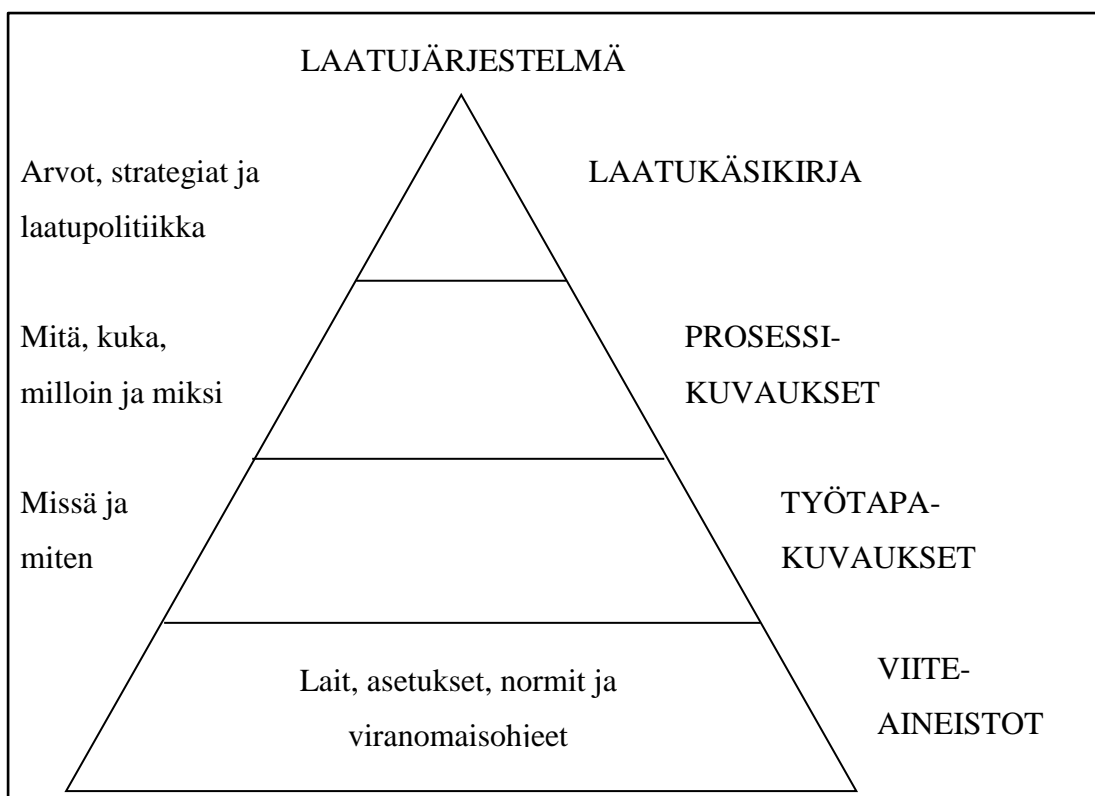 LAATUJÄRJESTELMÄ
Arvot, strategiat ja
laatupolitiikka
LAATUKÄSIKIRJA
Mitä, kuka,
milloin ja miksi
PROSESSI-
KUVAUKSET
Missä ja
miten
TYÖTAPA-
KUVAUKSET
Lait, asetukset, normit ja
viranomaisohjeet
VIITE-
AINEISTOT